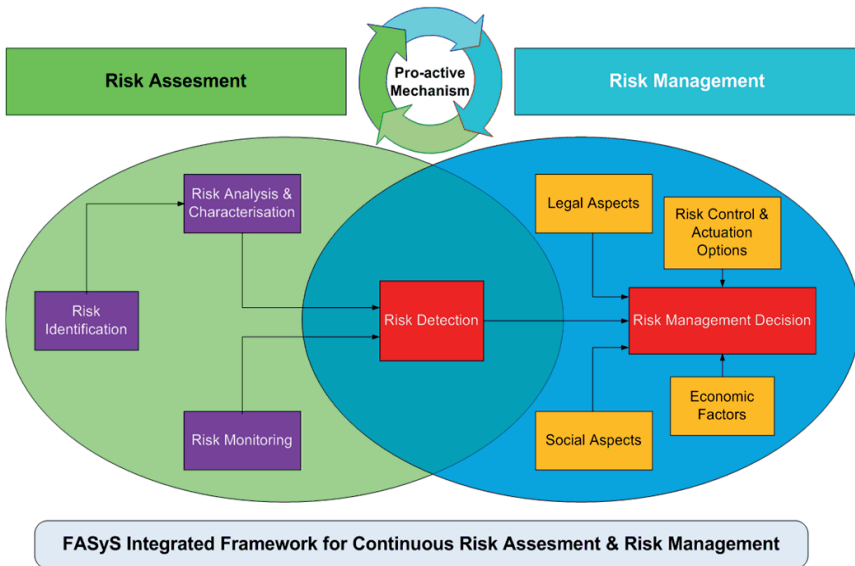 Risk Assesment
Pro-active
Mechanism
Risk Management
Risk Analysis &
Characterisation
Legal Aspects
Risk Control &
Actuation
Options
Risk
Identification
Risk Detection
Risk Management Decision
Risk Monitoring
Social Aspects
Economic
Factors
FASyS Integrated Framework for Continuous Risk Assesment & Risk Management